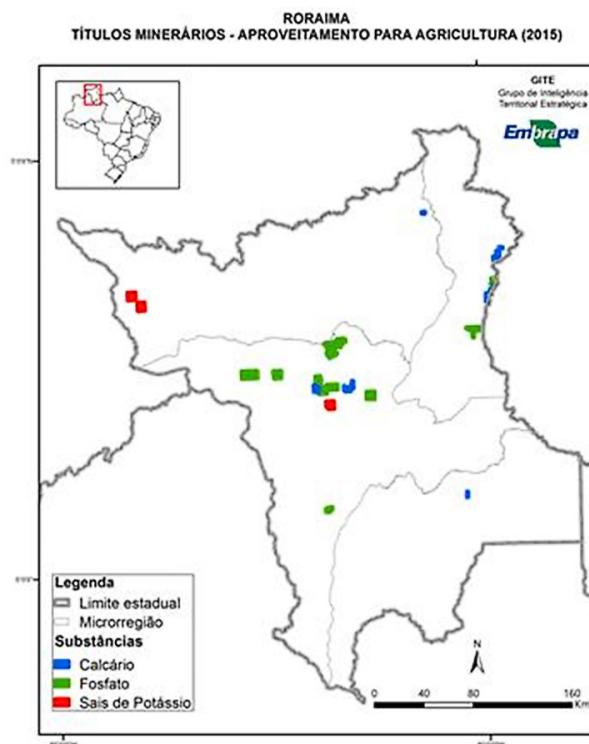 RORAIMA
TÍTULOS MINERÁRIOS - APROVEITAMENTO PARA AGRICULTURA (2015)
GITE
Grupo de Inteligência
Territorial Estratégica
Embrapa
Legenda
Limite estadual
Microrregião
Substâncias
Calcário
Fosfato
Sais de Potássio
N
0 40 80 160
Km